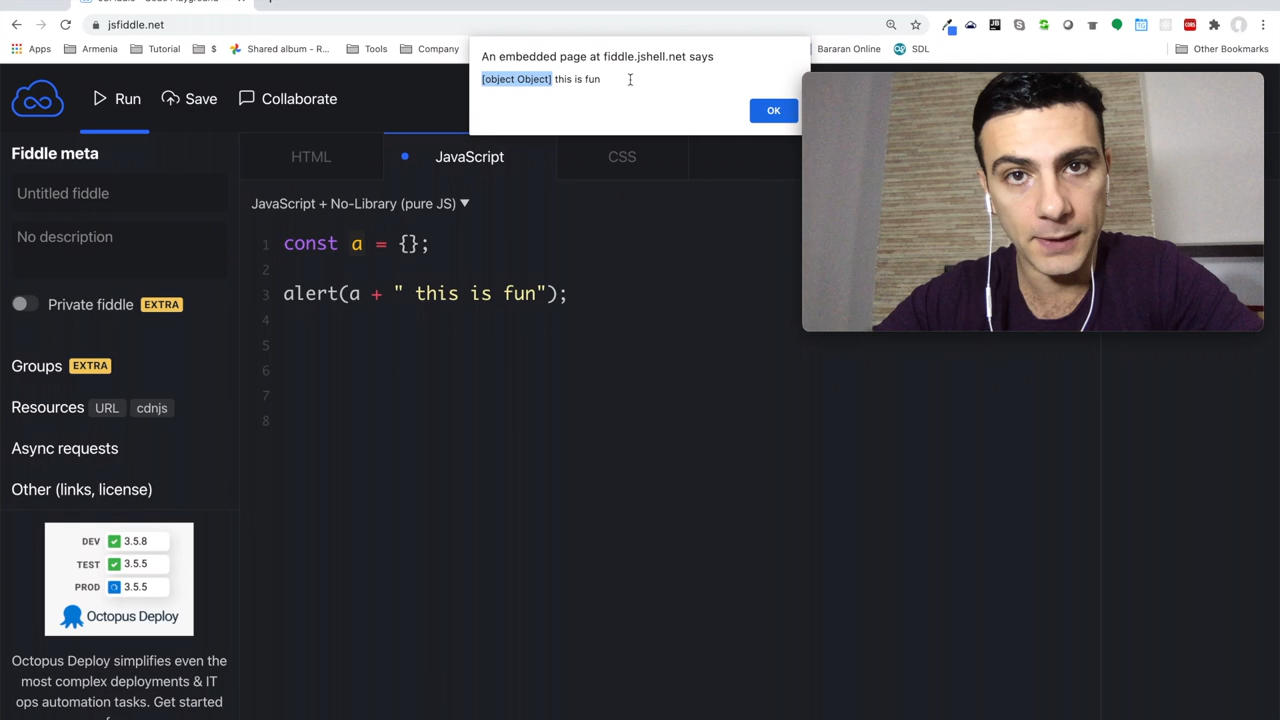 jsfiddle.net
Apps Armenia Tutorial $ Shared album - R... Tools Company Bararan Online SDL Other Bookmarks
An embedded page at fiddle.jshell.net says
[object Object] this is fun
OK
Run Save Collaborate
Fiddle meta
Untitled fiddle
No description
Private fiddle EXTRA
Groups EXTRA
Resources URL cdnjs
Async requests
Other (links, license)
DEV 3.5.8
TEST 3.5.5
PROD 3.5.5
Octopus Deploy
Octopus Deploy simplifies even the
most complex deployments & IT
ops automation tasks. Get started
HTML JavaScript CSS
JavaScript + No-Library (pure JS) ▼
1 const a = {};
2
3 alert(a + " this is fun");
4
5
6
7
8